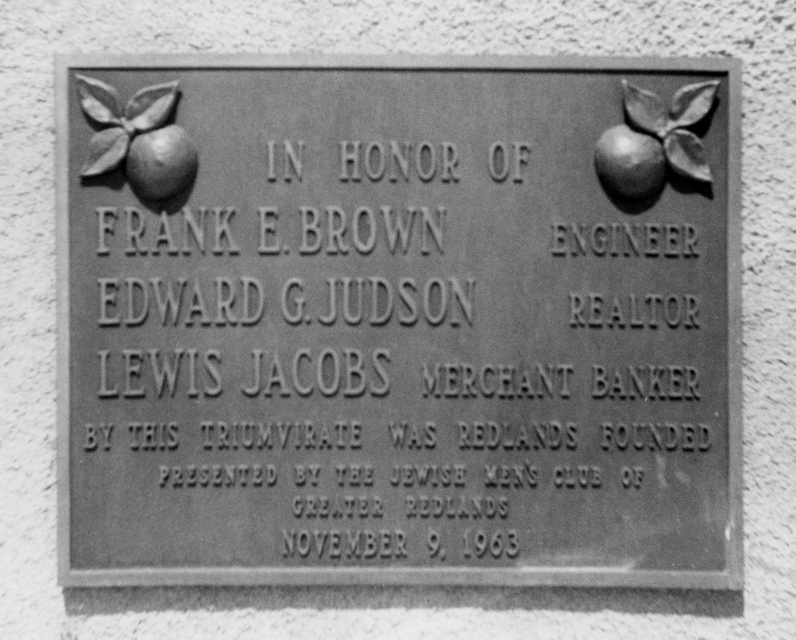 IN HONOR OF
FRANK E. BROWN ENGINEER
EDWARD G. JUDSON REALTOR
LEWIS JACOBS MERCHANT BANKER
BY THIS TRIUMVIRATE WAS REDLANDS FOUNDED
PRESENTED BY THE JEWISH MEN'S CLUB OF
GREATER REDLANDS
NOVEMBER 9, 1963